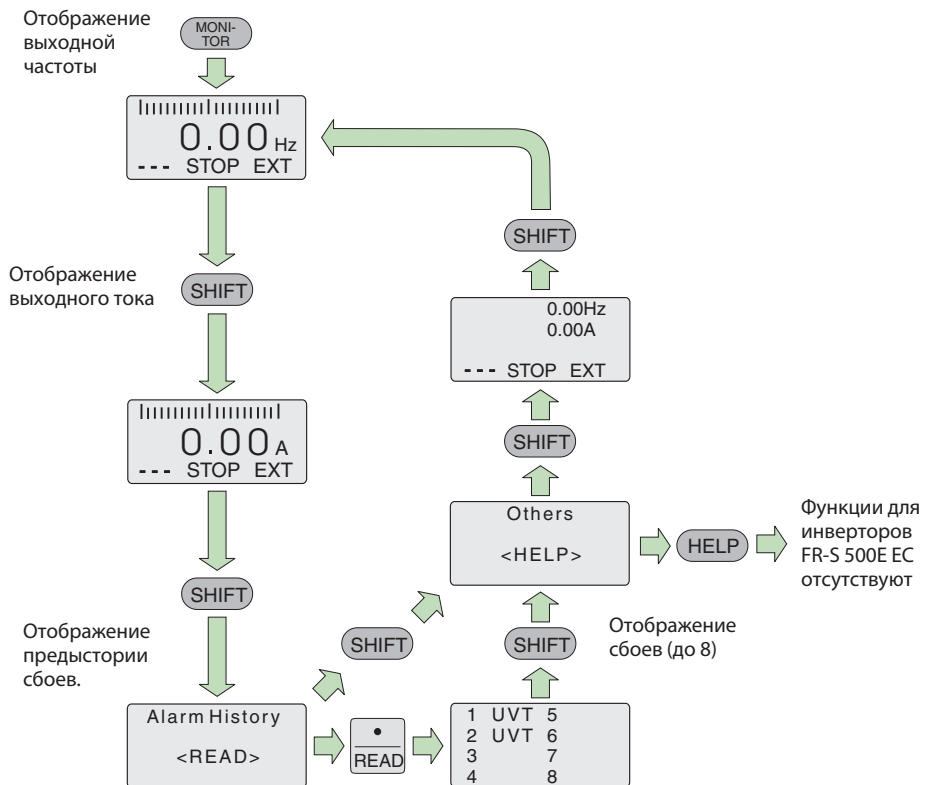 Отображение
выходной
частоты
MONI-
TOR
0.00 Hz
--- STOP EXT
SHIFT
Отображение
выходного тока
SHIFT
0.00Hz
0.00A
--- STOP EXT
0.00 A
--- STOP EXT
SHIFT
Others
<HELP>
HELP
Функции для
инверторов
FR-S 500E EC
отсутствуют
SHIFT
Отображение
предыстории
сбоев.
SHIFT
SHIFT
Отображение
сбоев (до 8)
Alarm History
<READ>
•
READ
1 UVT 5
2 UVT 6
3 7
4 8